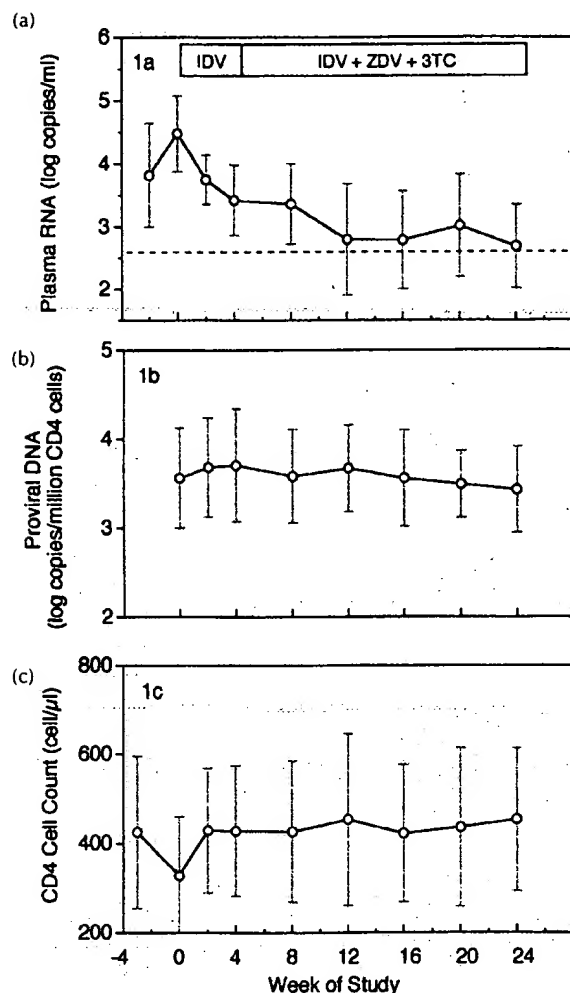 (a)
1a
IDV
IDV + ZDV + 3TC
Plasma RNA (log copies/ml)
6
5
4
3
2
(b)
1b
Proviral DNA
(log copies/million CD4 cells)
5
4
3
2
(c)
1c
CD4 Cell Count (cell/µl)
800
600
400
200
-4 0 4 8 12 16 20 24 28
Week of Study